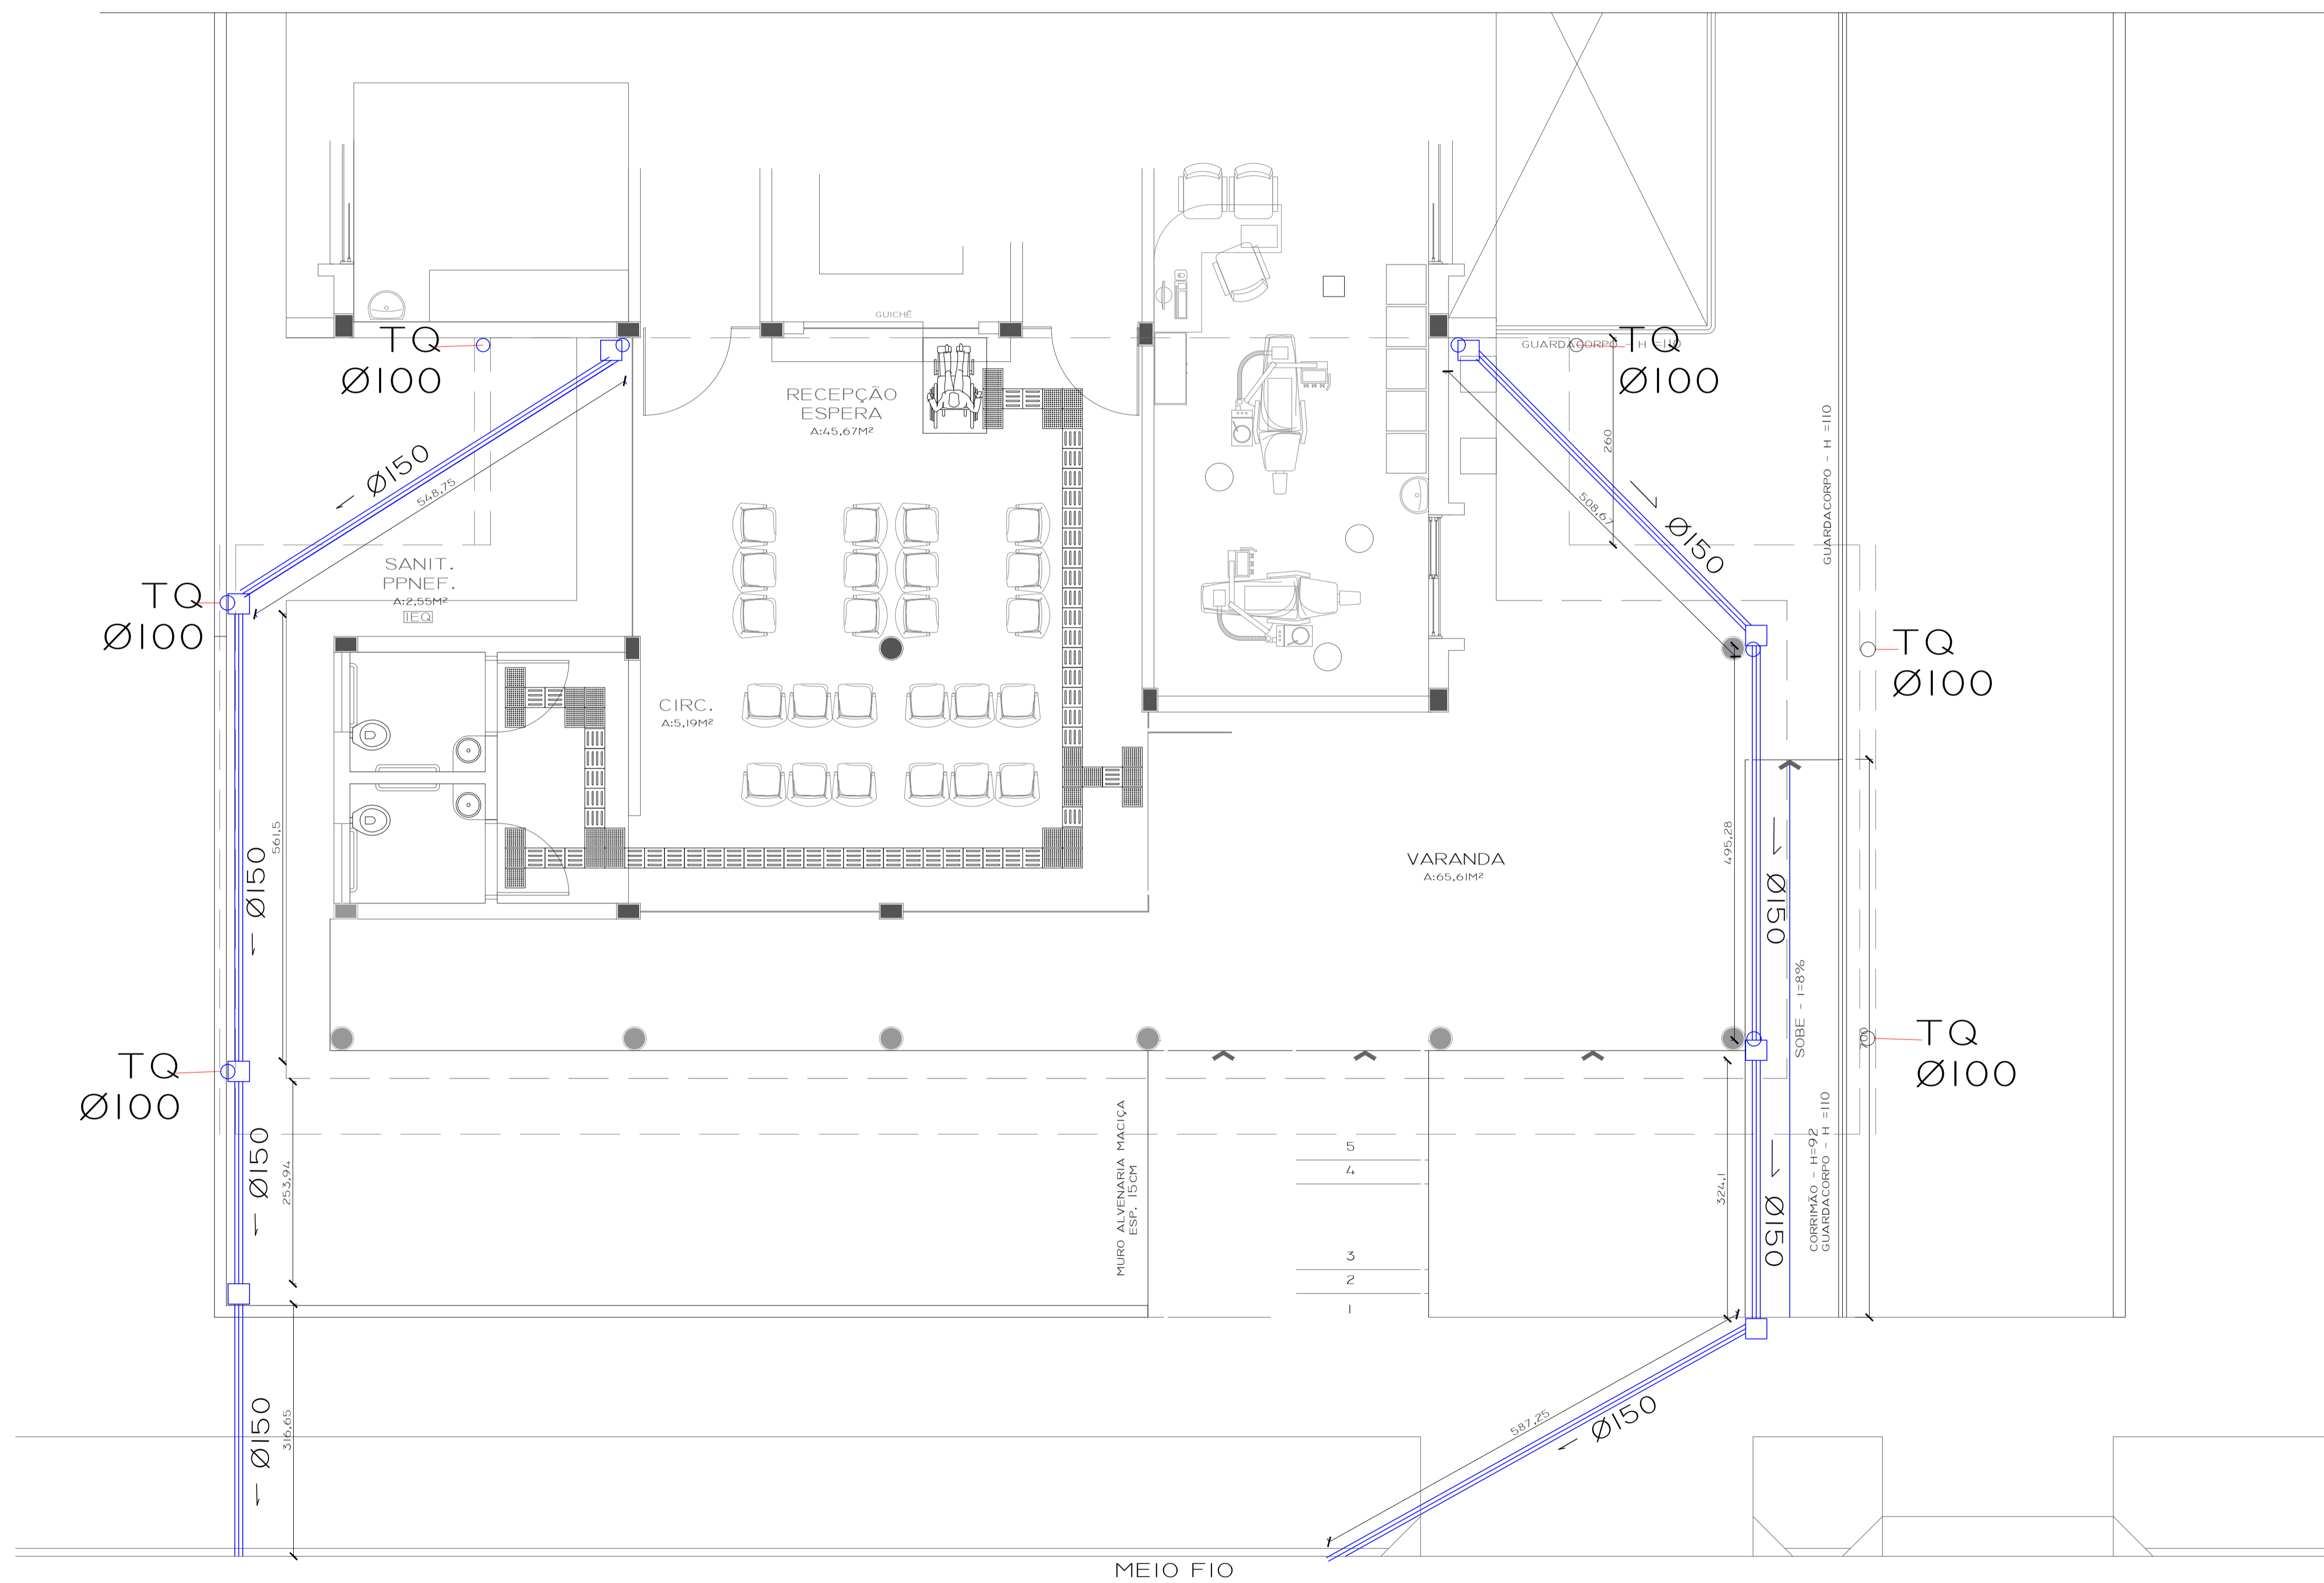 GUICHÊ
TQ
Ø100
GUARDACORPO - H =110
TQ
Ø100
RECEPÇÃO
ESPERA
A:45,67M²
GUARDACORPO - H =110
260
Ø150
548,75
508,67
Ø150
SANIT.
PPNEF.
A:2,55M²
IEQ
TQ
Ø100
TQ
Ø100
CIRC.
A:5,19M²
561,5
Ø150
495,28
VARANDA
A:65,61M²
Ø150
SOBE - I=8%
700
TQ
Ø100
TQ
Ø100
Ø150
253,94
MURO ALVENARIA MACIÇA
ESP. 15CM
5
4
3
2
1
324,1
Ø150
CORRIMÃO - H=92
GUARDACORPO - H =110
Ø150
316,65
587,25
Ø150
MEIO FIO